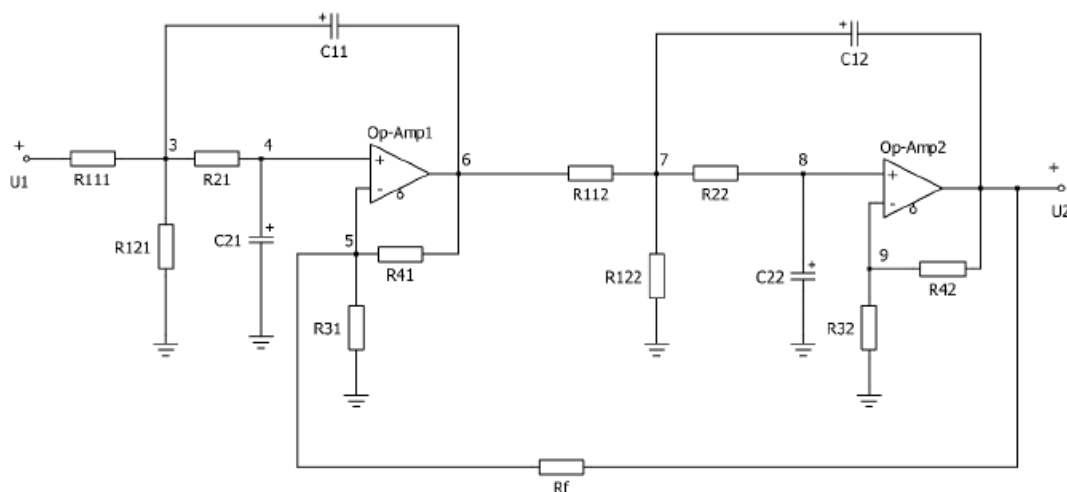 C11
C12
Op-Amp1
Op-Amp2
+
U1
R111
3
R21
4
+
-
6
R112
7
R22
8
+
-
+
U2
R121
C21
+
5
R41
R122
C22
+
9
R42
R31
R32
Rf
+
+